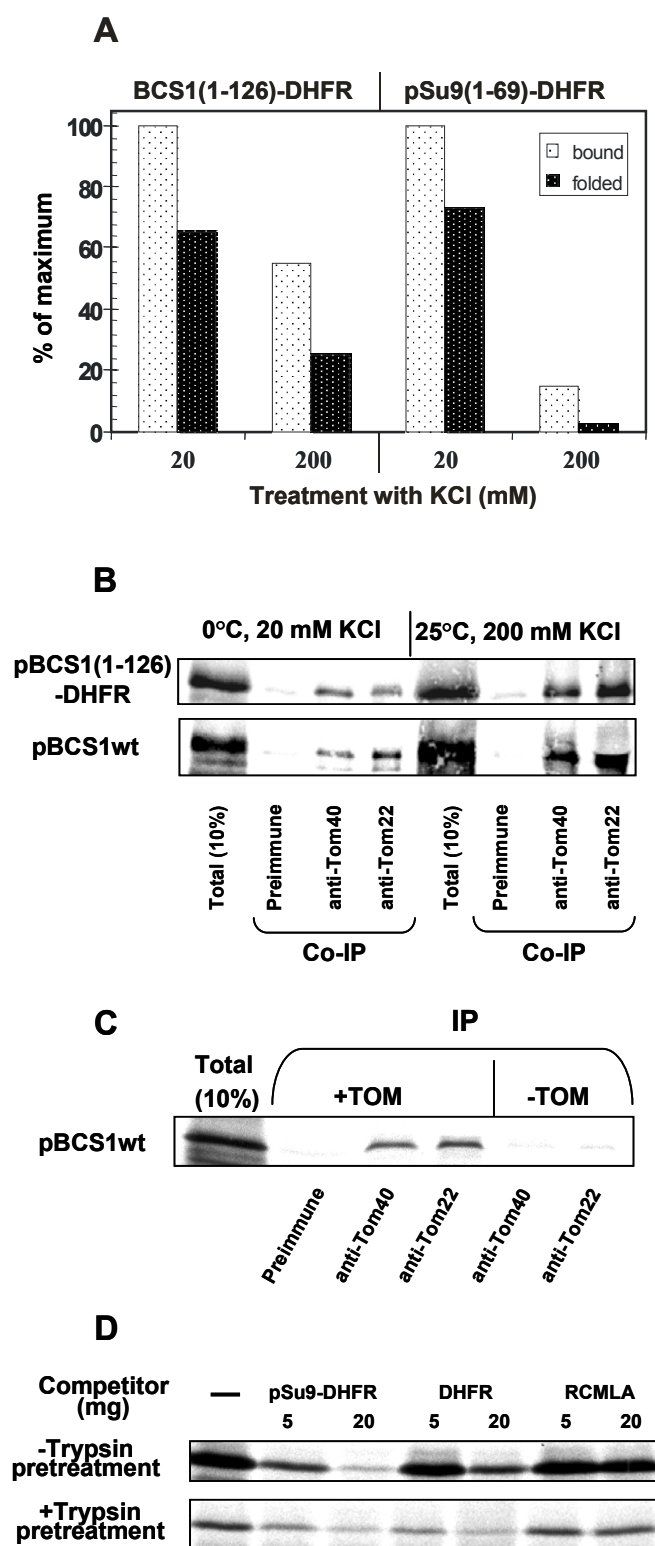 A
BCS1(1-126)-DHFR
pSu9(1-69)-DHFR
% of maximum
100
80
60
40
20
0
bound
folded
20
200
20
200
Treatment with KCl (mM)
B
0°C, 20 mM KCl
25°C, 200 mM KCl
pBCS1(1-126)
-DHFR
pBCS1wt
Total (10%)
Preimmune
anti-Tom40
anti-Tom22
Total (10%)
Preimmune
anti-Tom40
anti-Tom22
Co-IP
Co-IP
C
IP
Total
(10%)
+TOM
-TOM
pBCS1wt
Preimmune
anti-Tom40
anti-Tom22
anti-Tom40
anti-Tom22
D
Competitor
(mg)
—
pSu9-DHFR
DHFR
RCMLA
5
20
5
20
5
20
-Trypsin
pretreatment
+Trypsin
pretreatment